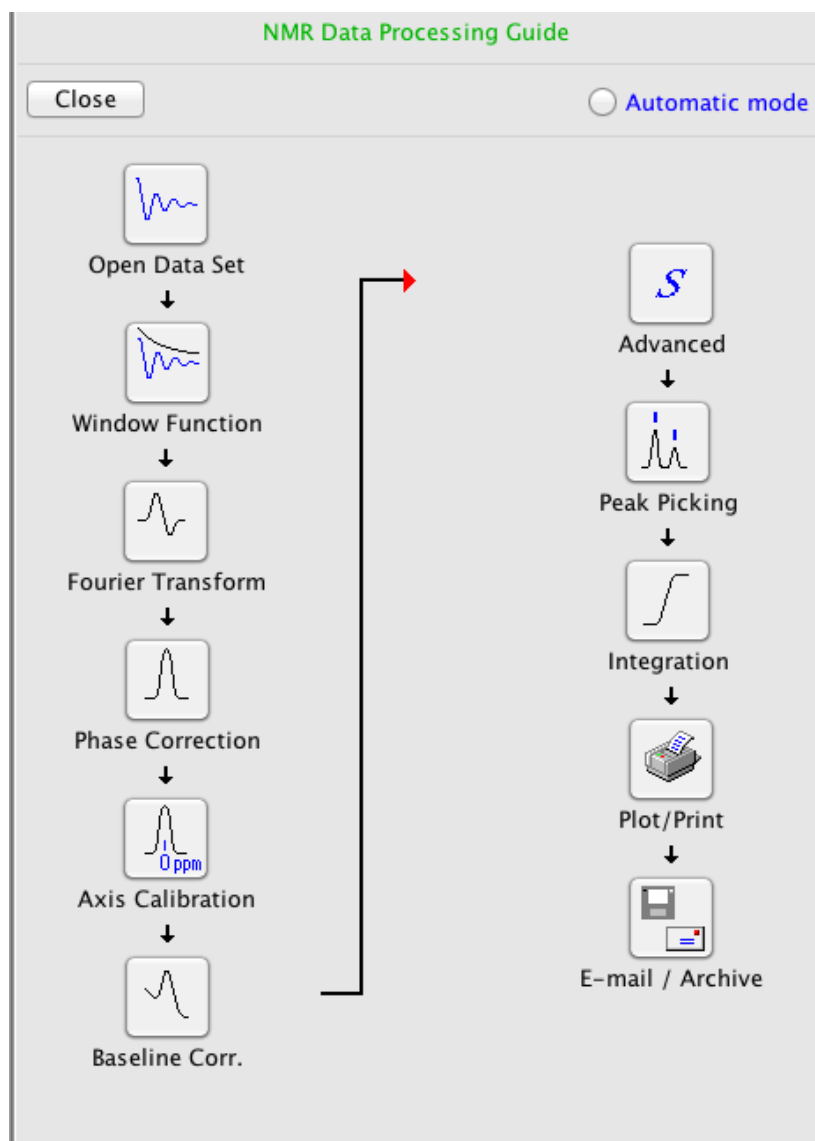 NMR Data Processing Guide
Close
Automatic mode
Open Data Set
Window Function
Fourier Transform
Phase Correction
0 ppm
Axis Calibration
Baseline Corr.
S
Advanced
Peak Picking
Integration
Plot/Print
E-mail / Archive